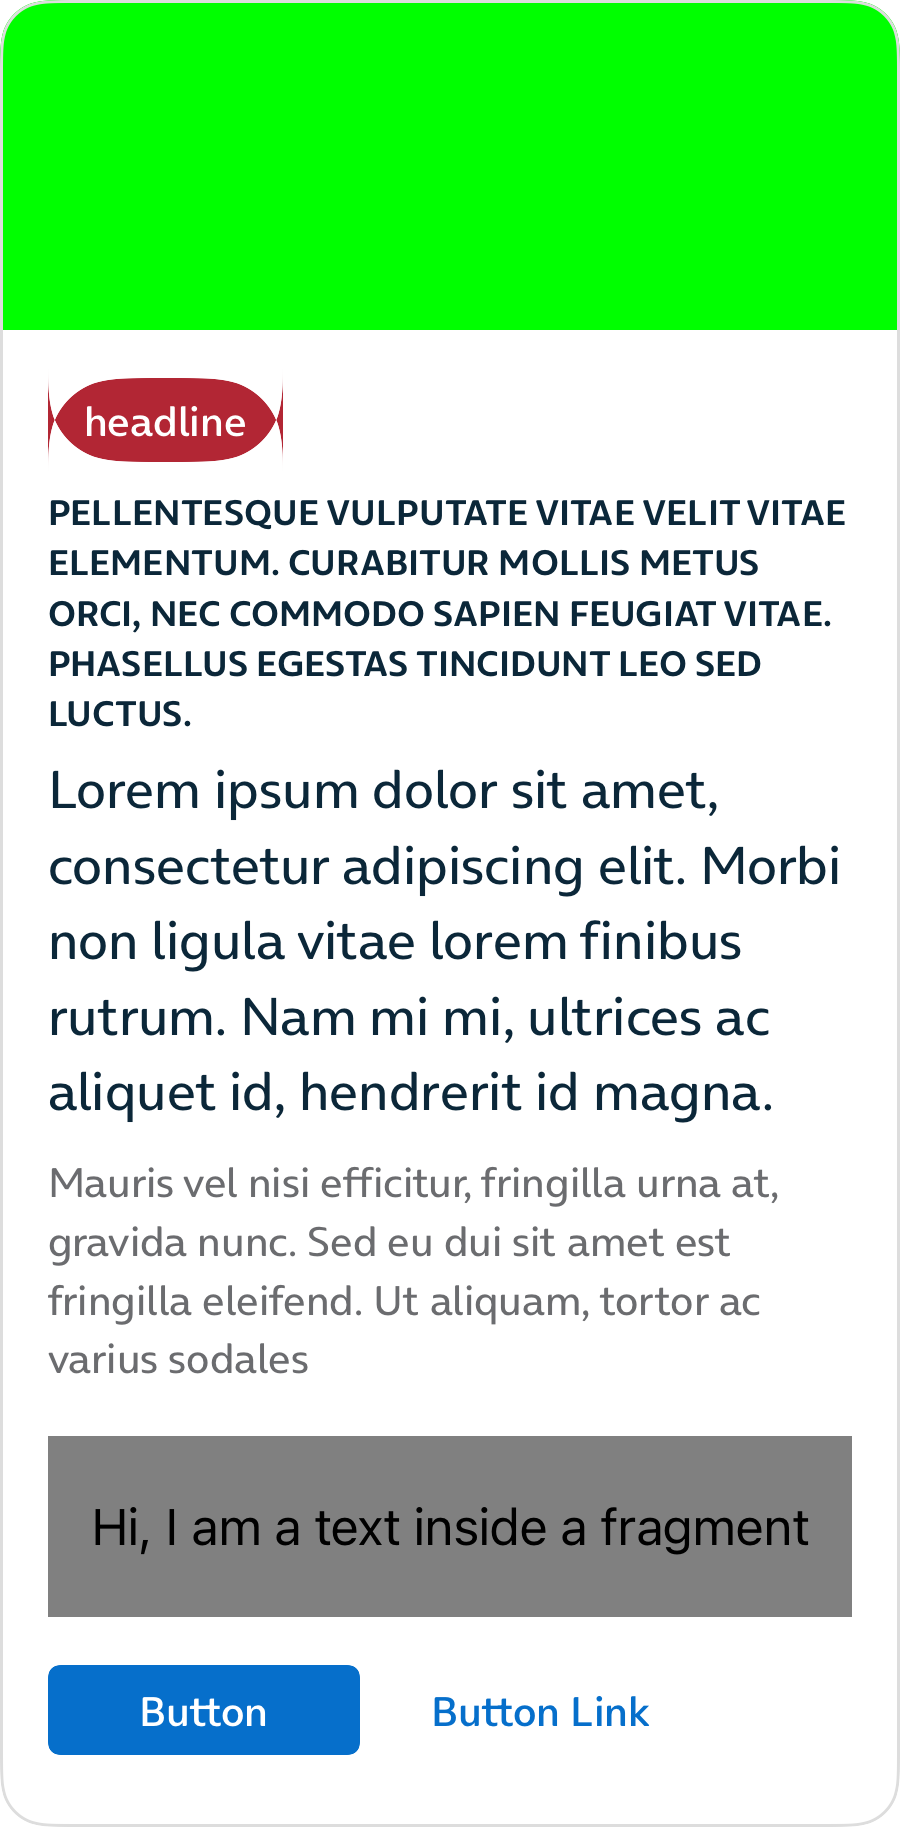 headline
PELLENTESQUE VULPUTATE VITAE VELIT VITAE
ELEMENTUM. CURABITUR MOLLIS METUS
ORCI, NEC COMMODO SAPIEN FEUGIAT VITAE.
PHASELLUS EGESTAS TINCIDUNT LEO SED
LUCTUS.
Lorem ipsum dolor sit amet,
consectetur adipiscing elit. Morbi
non ligula vitae lorem finibus
rutrum. Nam mi mi, ultrices ac
aliquet id, hendrerit id magna.
Mauris vel nisi efficitur, fringilla urna at,
gravida nunc. Sed eu dui sit amet est
fringilla eleifend. Ut aliquam, tortor ac
varius sodales
Hi, I am a text inside a fragment
Button
Button Link